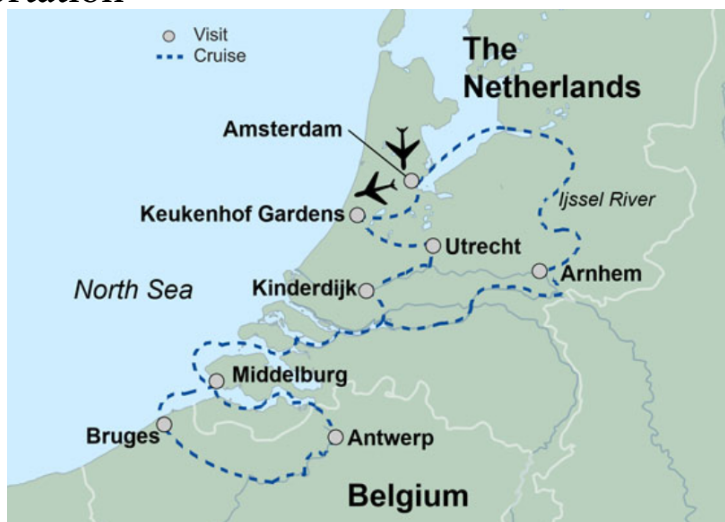 Visit
Cruise
The
Netherlands
Amsterdam
Keukenhof Gardens
Ijssel River
Utrecht
Arnhem
Kinderdijk
North Sea
Middelburg
Bruges
Antwerp
Belgium